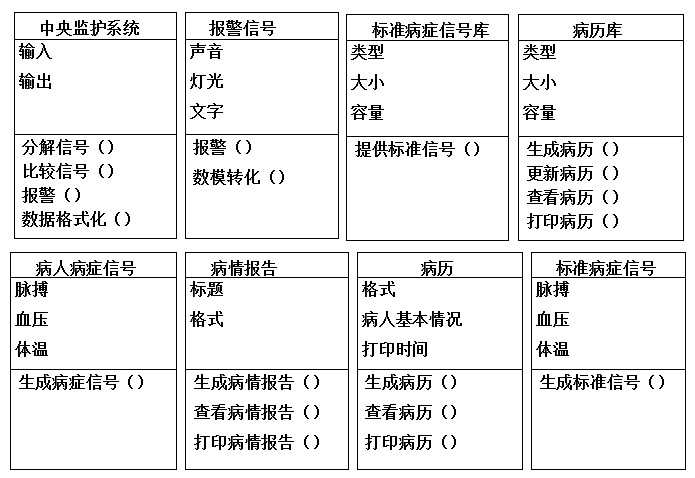 中央监护系统
输入
输出
分解信号（）
比较信号（）
报警（）
数据格式化（）
报警信号
声音
灯光
文字
报警（）
数模转化（）
标准病症信号库
类型
大小
容量
提供标准信号（）
病历库
类型
大小
容量
生成病历（）
更新病历（）
查看病历（）
打印病历（）
病人病症信号
脉搏
血压
体温
生成病症信号（）
病情报告
标题
格式
生成病情报告（）
查看病情报告（）
打印病情报告（）
病历
格式
病人基本情况
打印时间
生成病历（）
查看病历（）
打印病历（）
标准病症信号
脉搏
血压
体温
生成标准信号（）